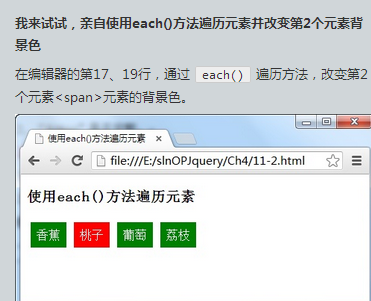 我来试试，亲自使用each()方法遍历元素并改变第2个元素背
景色
在编辑器的第17、19行，通过 each() 遍历方法，改变第2
个元素<span>元素的背景色。
使用each()方法遍历元素
file:///E:/slnOPJquery/Ch4/11-2.html
使用each()方法遍历元素
香蕉 桃子 葡萄 荔枝